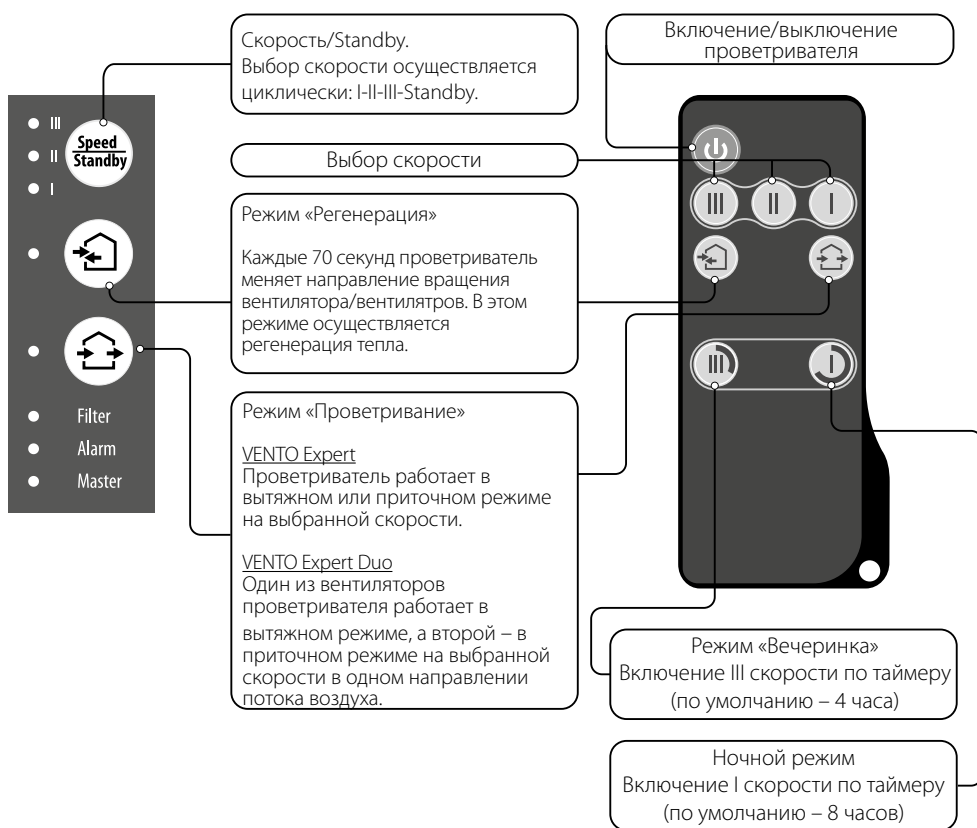 Скорость/Standby.
Выбор скорости осуществляется
циклически: I-II-III-Standby.
Включение/выключение
проветривателя
III
II
I
Speed
Standby
Filter
Alarm
Master
Выбор скорости
Режим «Регенерация»
Каждые 70 секунд проветриватель
меняет направление вращения
вентилятора/вентилятров. В этом
режиме осуществляется
регенерация тепла.
Режим «Проветривание»
VENTO Expert
Проветриватель работает в
вытяжном или приточном режиме
на выбранной скорости.
VENTO Expert Duo
Один из вентиляторов
проветривателя работает в
вытяжном режиме, а второй – в
приточном режиме на выбранной
скорости в одном направлении
потока воздуха.
III II I
III I
Режим «Вечеринка»
Включение III скорости по таймеру
(по умолчанию – 4 часа)
Ночной режим
Включение I скорости по таймеру
(по умолчанию – 8 часов)